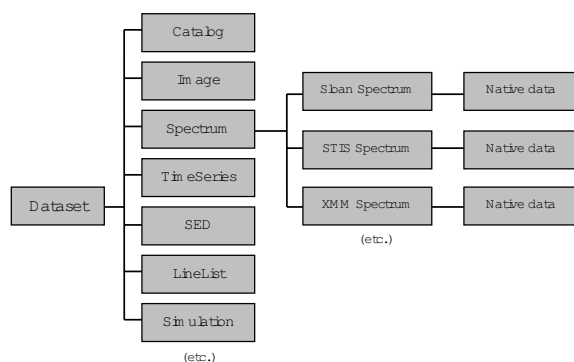 Catalog
Image
Spectrum
TimeSeries
Dataset
SED
LineList
Simulation
(etc.)
Sloan Spectrum
Native data
STIS Spectrum
Native data
XMM Spectrum
Native data
(etc.)